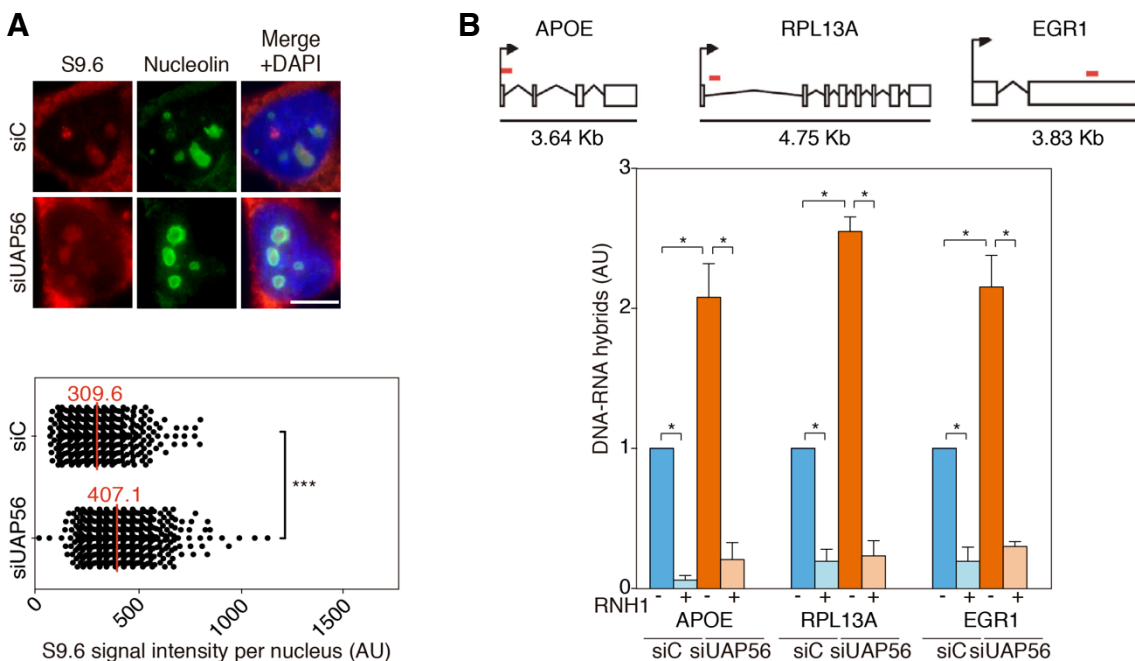 A
S9.6
Nucleolin
Merge
+DAPI
siC
siUAP56
309.6
siC
407.1
siUAP56
***
0
500
1000
1500
S9.6 signal intensity per nucleus (AU)
B
APOE
RPL13A
EGR1
3.64 Kb
4.75 Kb
3.83 Kb
DNA-RNA hybrids (AU)
3
2
1
0
* * *
* * *
* * *
RNH1 - + - + - + - + - + - +
APOE RPL13A EGR1
siC siUAP56 siC siUAP56 siC siUAP56